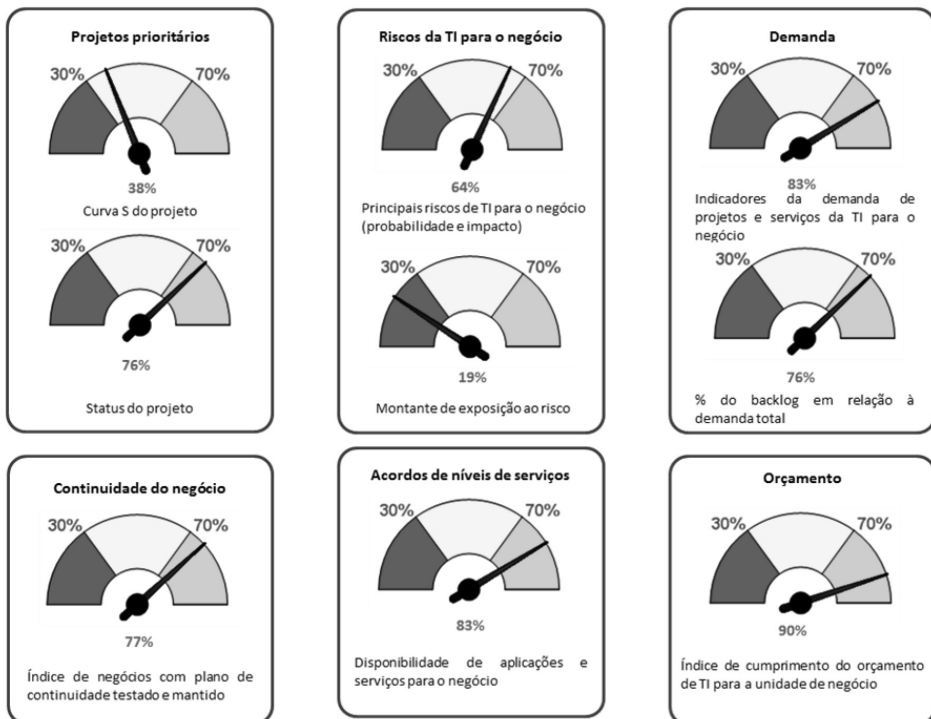 Projetos prioritários
30%
70%
38%
Curva S do projeto
30%
70%
76%
Status do projeto
Riscos da TI para o negócio
30%
70%
64%
Principais riscos de TI para o negócio
(probabilidade e impacto)
30%
70%
19%
Montante de exposição ao risco
Demanda
30%
70%
83%
Indicadores da demanda de
projetos e serviços da TI para o
negócio
30%
70%
76%
% do backlog em relação à
demanda total
Continuidade do negócio
30%
70%
77%
Índice de negócios com plano de
continuidade testado e mantido
Acordos de níveis de serviços
30%
70%
83%
Disponibilidade de aplicações e
serviços para o negócio
Orçamento
30%
70%
90%
Índice de cumprimento do orçamento
de TI para a unidade de negócio